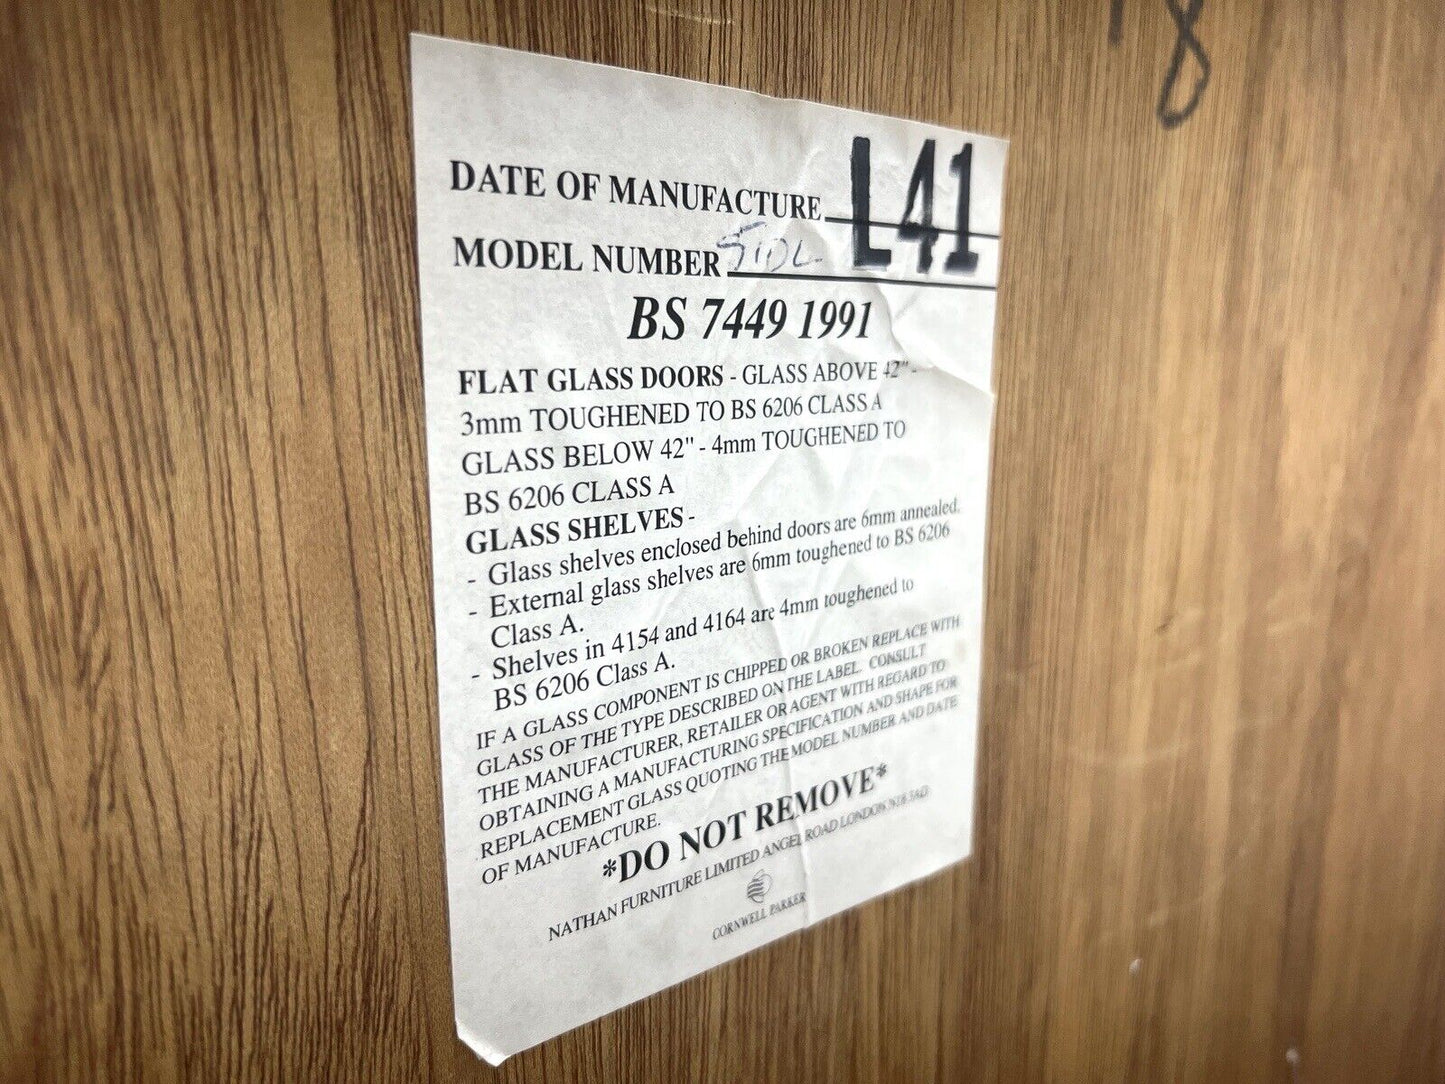 8
DATE OF MANUFACTURE L41
MODEL NUMBER
BS 7449 1991
FLAT GLASS DOORS - GLASS ABOVE 42" -
3mm TOUGHENED TO BS 6206 CLASS A
GLASS BELOW 42" - 4mm TOUGHENED TO
BS 6206 CLASS A
GLASS SHELVES -
- Glass shelves enclosed behind doors are 6mm annealed.
- External glass shelves are 6mm toughened to BS 6206
Class A.
- Shelves in 4154 and 4164 are 4mm toughened to
BS 6206 Class A.
IF A GLASS COMPONENT IS CHIPPED OR BROKEN REPLACE WITH
GLASS OF THE TYPE DESCRIBED ON THE LABEL. CONSULT
THE MANUFACTURER, RETAILER OR AGENT WITH REGARD TO
OBTAINING A MANUFACTURING SPECIFICATION AND SHAPE FOR
REPLACEMENT GLASS QUOTING THE MODEL NUMBER AND DATE
OF MANUFACTURE.
*DO NOT REMOVE*
NATHAN FURNITURE LIMITED ANGEL ROAD LONDON
CORNWELL PARKER